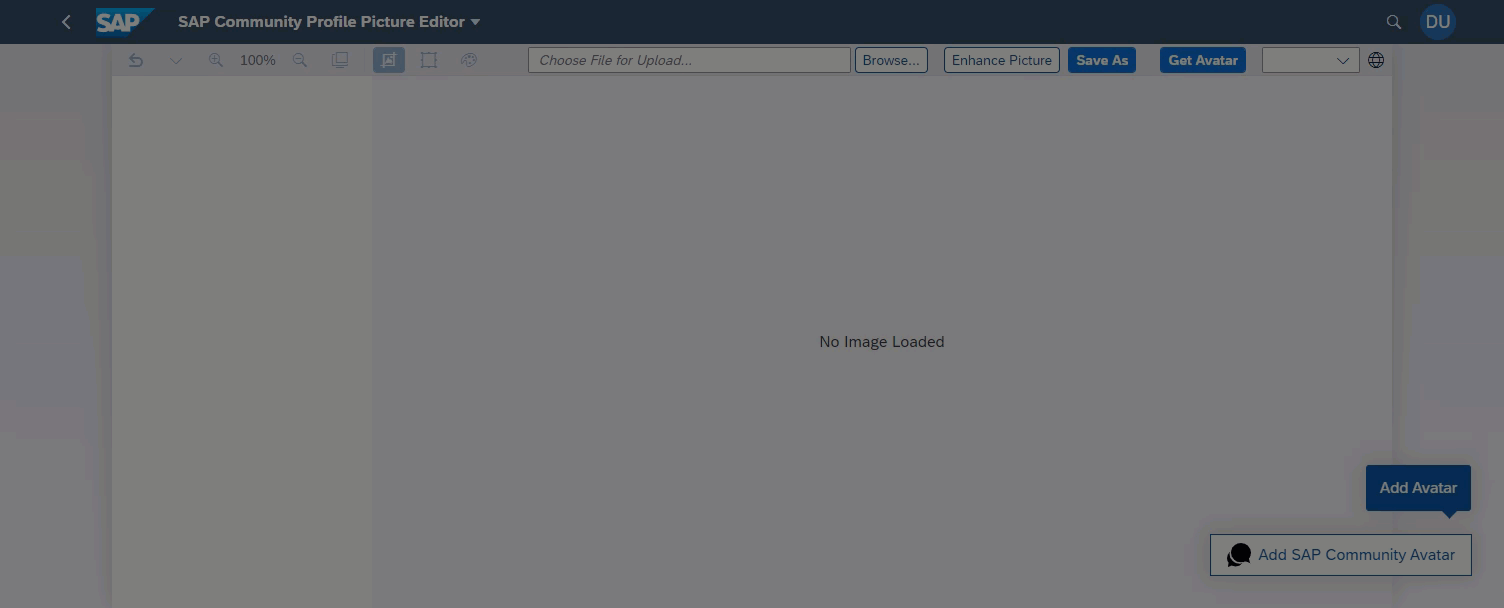 SAP SAP Community Profile Picture Editor DU
100% Choose File for Upload... Browse... Enhance Picture Save As Get Avatar
No Image Loaded
Add Avatar
Add SAP Community Avatar